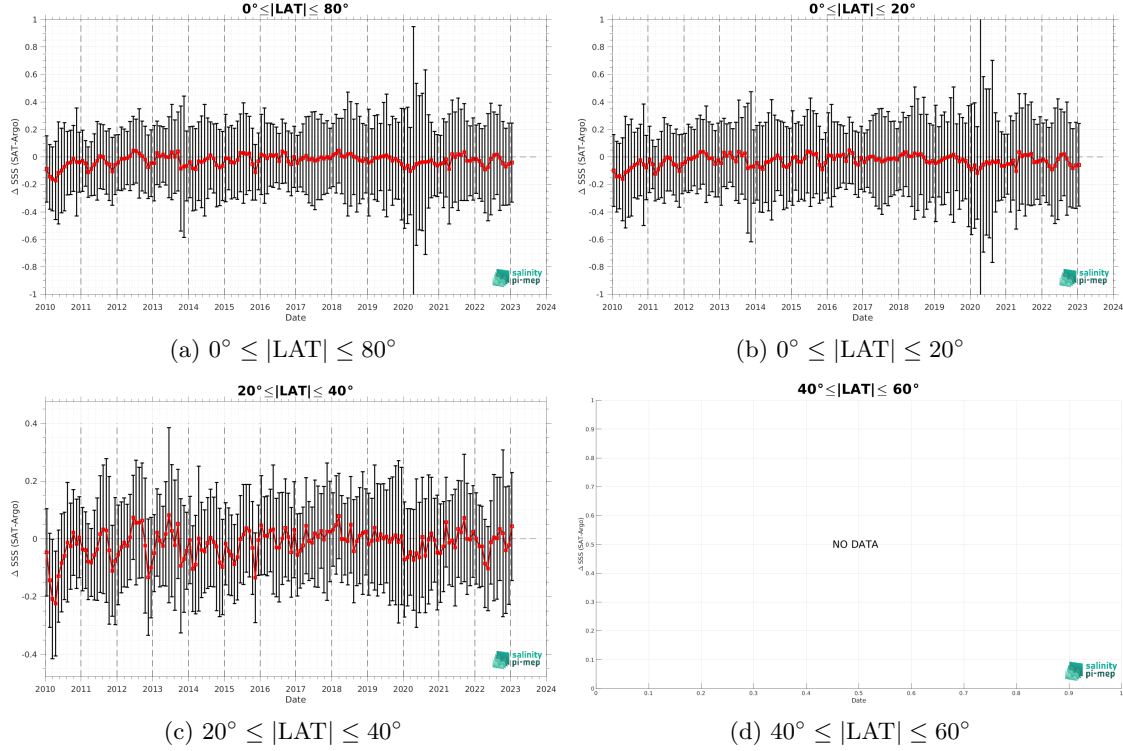 0°≤|LAT|≤ 80°
Δ SSS (SAT-Argo)
1
0.8
0.6
0.4
0.2
0
-0.2
-0.4
-0.6
-0.8
-1
2010 2011 2012 2013 2014 2015 2016 2017 2018 2019 2020 2021 2022 2023 2024
Date
salinity
pi-mep
(a) 0° ≤ |LAT| ≤ 80°
0°≤|LAT|≤ 20°
Δ SSS (SAT-Argo)
1
0.8
0.6
0.4
0.2
0
-0.2
-0.4
-0.6
-0.8
-1
2010 2011 2012 2013 2014 2015 2016 2017 2018 2019 2020 2021 2022 2023 2024
Date
salinity
pi-mep
(b) 0° ≤ |LAT| ≤ 20°
20°≤|LAT|≤ 40°
Δ SSS (SAT-Argo)
0.4
0.2
0
-0.2
-0.4
2010 2011 2012 2013 2014 2015 2016 2017 2018 2019 2020 2021 2022 2023 2024
Date
salinity
pi-mep
(c) 20° ≤ |LAT| ≤ 40°
40°≤|LAT|≤ 60°
Δ SSS (SAT-Argo)
1
0.9
0.8
0.7
0.6
0.5
0.4
0.3
0.2
0.1
0
NO DATA
0 0.1 0.2 0.3 0.4 0.5 0.6 0.7 0.8 0.9 1
Date
salinity
pi-mep
(d) 40° ≤ |LAT| ≤ 60°